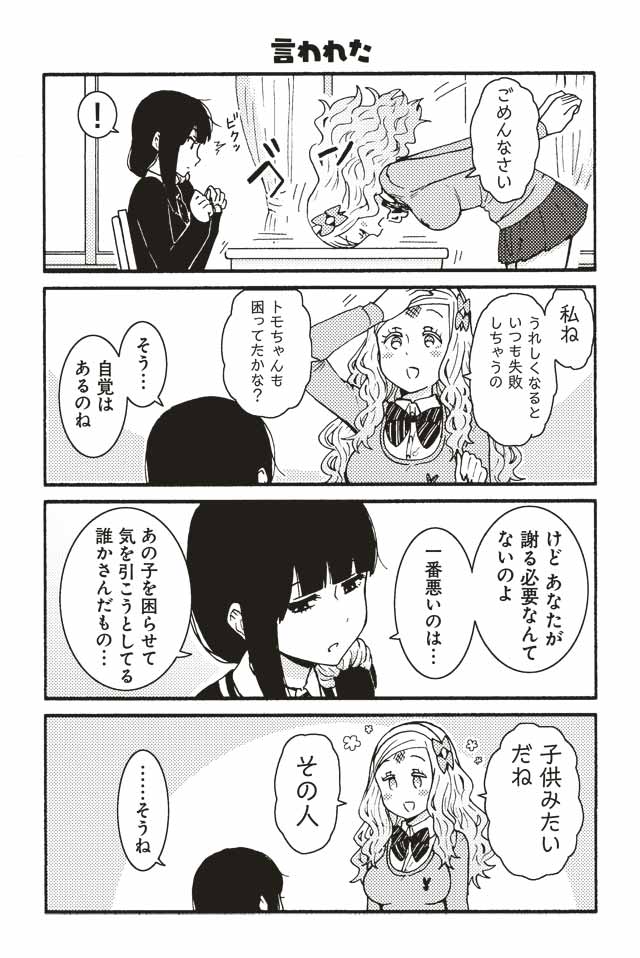 言われた
ごめんなさい
ブン
ビクッ
！
私ね
うれしくなると
いつも失敗
しちゃうの
トモちゃんも
困ってたかな？
そう…
自覚は
あるのね
けど あなたが
謝る必要なんて
ないのよ
一番悪いのは…
あの子を困らせて
気を引こうとしてる
誰かさんだもの…
子供みたい
だね
その人
……そうね